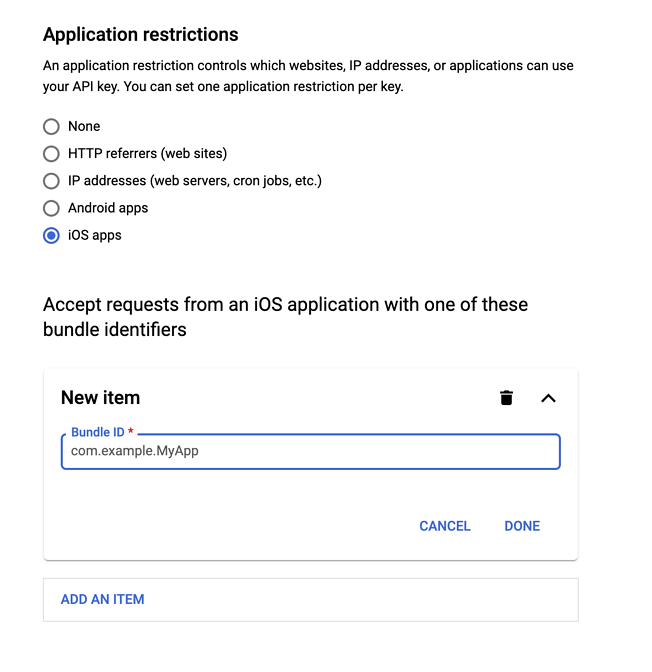 Application restrictions
An application restriction controls which websites, IP addresses, or applications can use
your API key. You can set one application restriction per key.
None
HTTP referrers (web sites)
IP addresses (web servers, cron jobs, etc.)
Android apps
iOS apps
Accept requests from an iOS application with one of these
bundle identifiers
New item
Bundle ID *
com.example.MyApp
CANCEL DONE
ADD AN ITEM